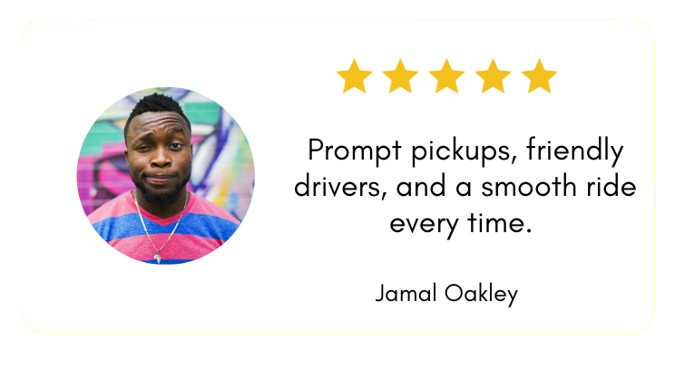 Prompt pickups, friendly
drivers, and a smooth ride
every time.
Jamal Oakley